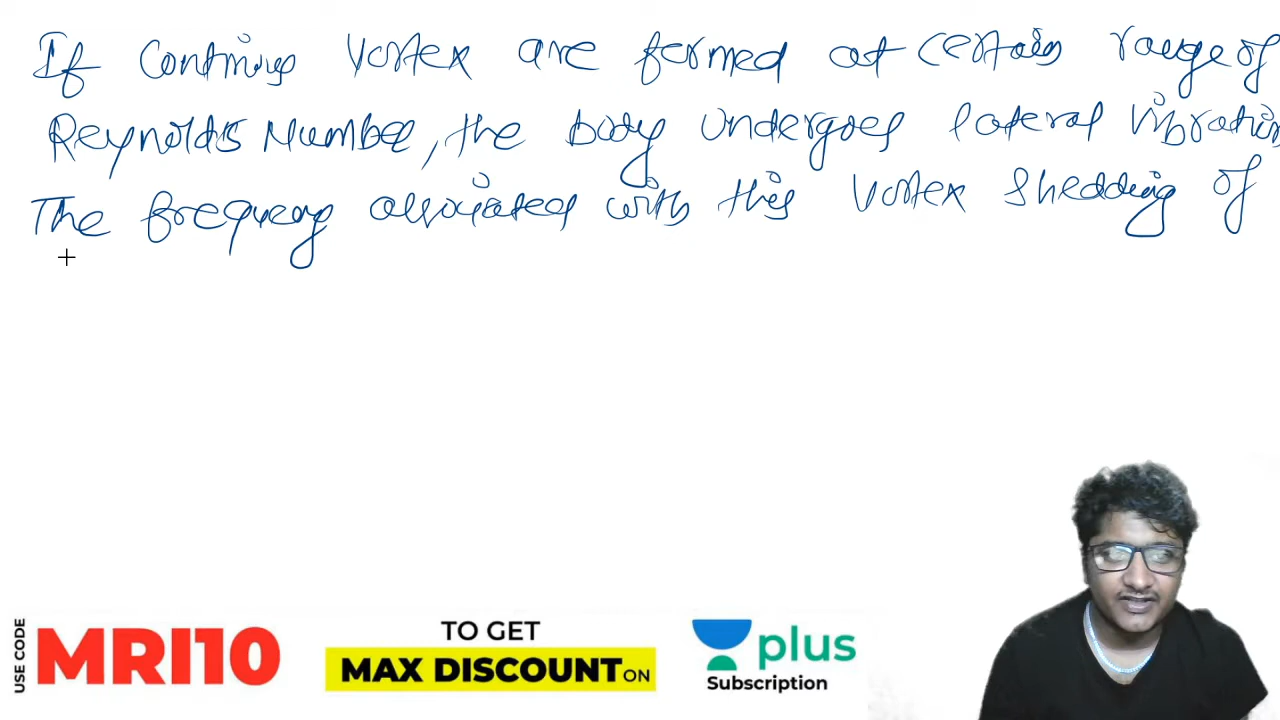 If continuous Vortex are formed at certain range of
Reynolds Number, the body undergoes lateral vibration
The frequency associated with this Vortex shedding of
USE CODE
MRI10
TO GET
MAX DISCOUNT ON
plus
Subscription